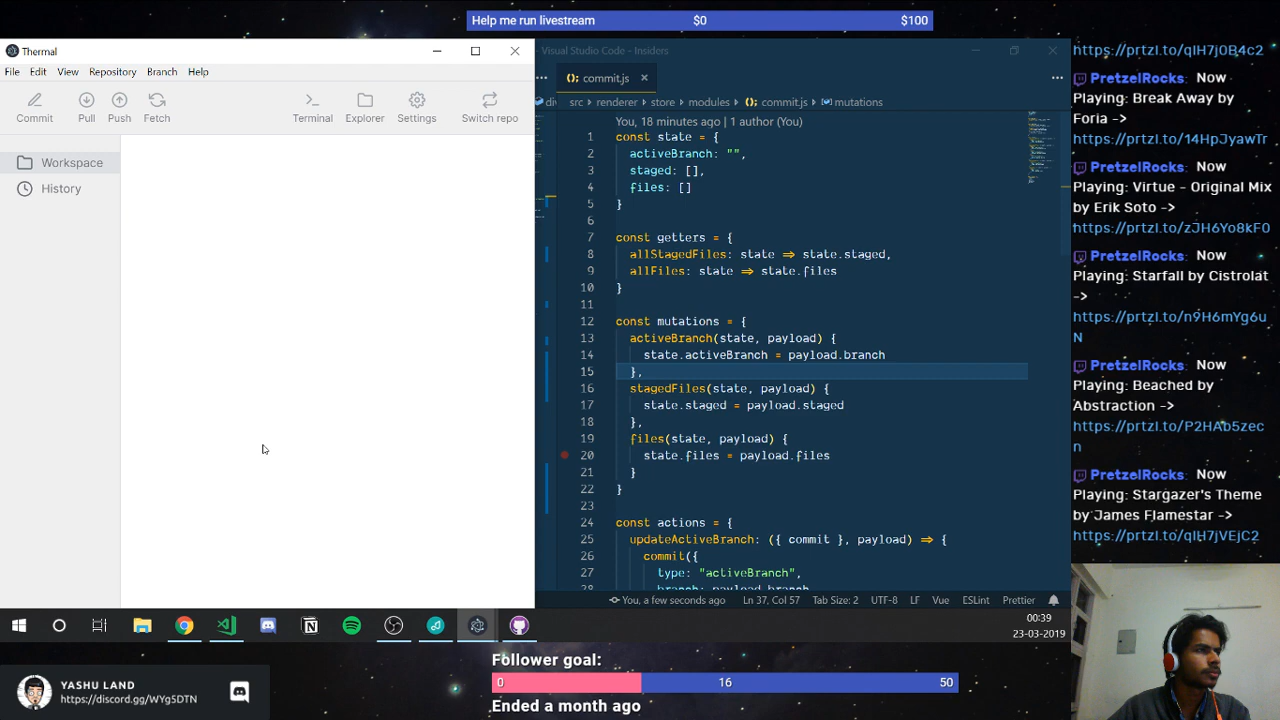 Help me run livestream $0 $100
Thermal
File Edit View Repository Branch Help
Commit Pull Push Fetch Terminal Explorer Settings Switch repo
Workspace
History
- Visual Studio Code - Insiders
commit.js
src > renderer > store > modules > commit.js > mutations
You, 18 minutes ago | 1 author (You)
1 const state = {
2 activeBranch: "",
3 staged: [],
4 files: []
5 }
6
7 const getters = {
8 allStagedFiles: state => state.staged,
9 allFiles: state => state.files
10 }
11
12 const mutations = {
13 activeBranch(state, payload) {
14 state.activeBranch = payload.branch
15 },
16 stagedFiles(state, payload) {
17 state.staged = payload.staged
18 },
19 files(state, payload) {
20 state.files = payload.files
21 }
22 }
23
24 const actions = {
25 updateActiveBranch: ({ commit }, payload) => {
26 commit({
27 type: "activeBranch",
28 branch: payload.branch
You, a few seconds ago Ln 37, Col 57 Tab Size: 2 UTF-8 LF Vue ESLint Prettier
00:39
23-03-2019
https://prtzl.to/qIH7j0B4c2
PretzelRocks: Now
Playing: Break Away by
Foria ->
https://prtzl.to/14HpJyawTr
PretzelRocks: Now
Playing: Virtue - Original Mix
by Erik Soto ->
https://prtzl.to/zJH6Yo8kF0
PretzelRocks: Now
Playing: Starfall by Cistrolat
->
https://prtzl.to/n9H6mYg6u
N
PretzelRocks: Now
Playing: Beached by
Abstraction ->
https://prtzl.to/P2HAb5zec
n
PretzelRocks: Now
Playing: Stargazer's Theme
by James Flamestar ->
https://prtzl.to/qIH7jVEjC2
YASHU LAND
https://discord.gg/WYg5DTN
Follower goal:
0 16 50
Ended a month ago